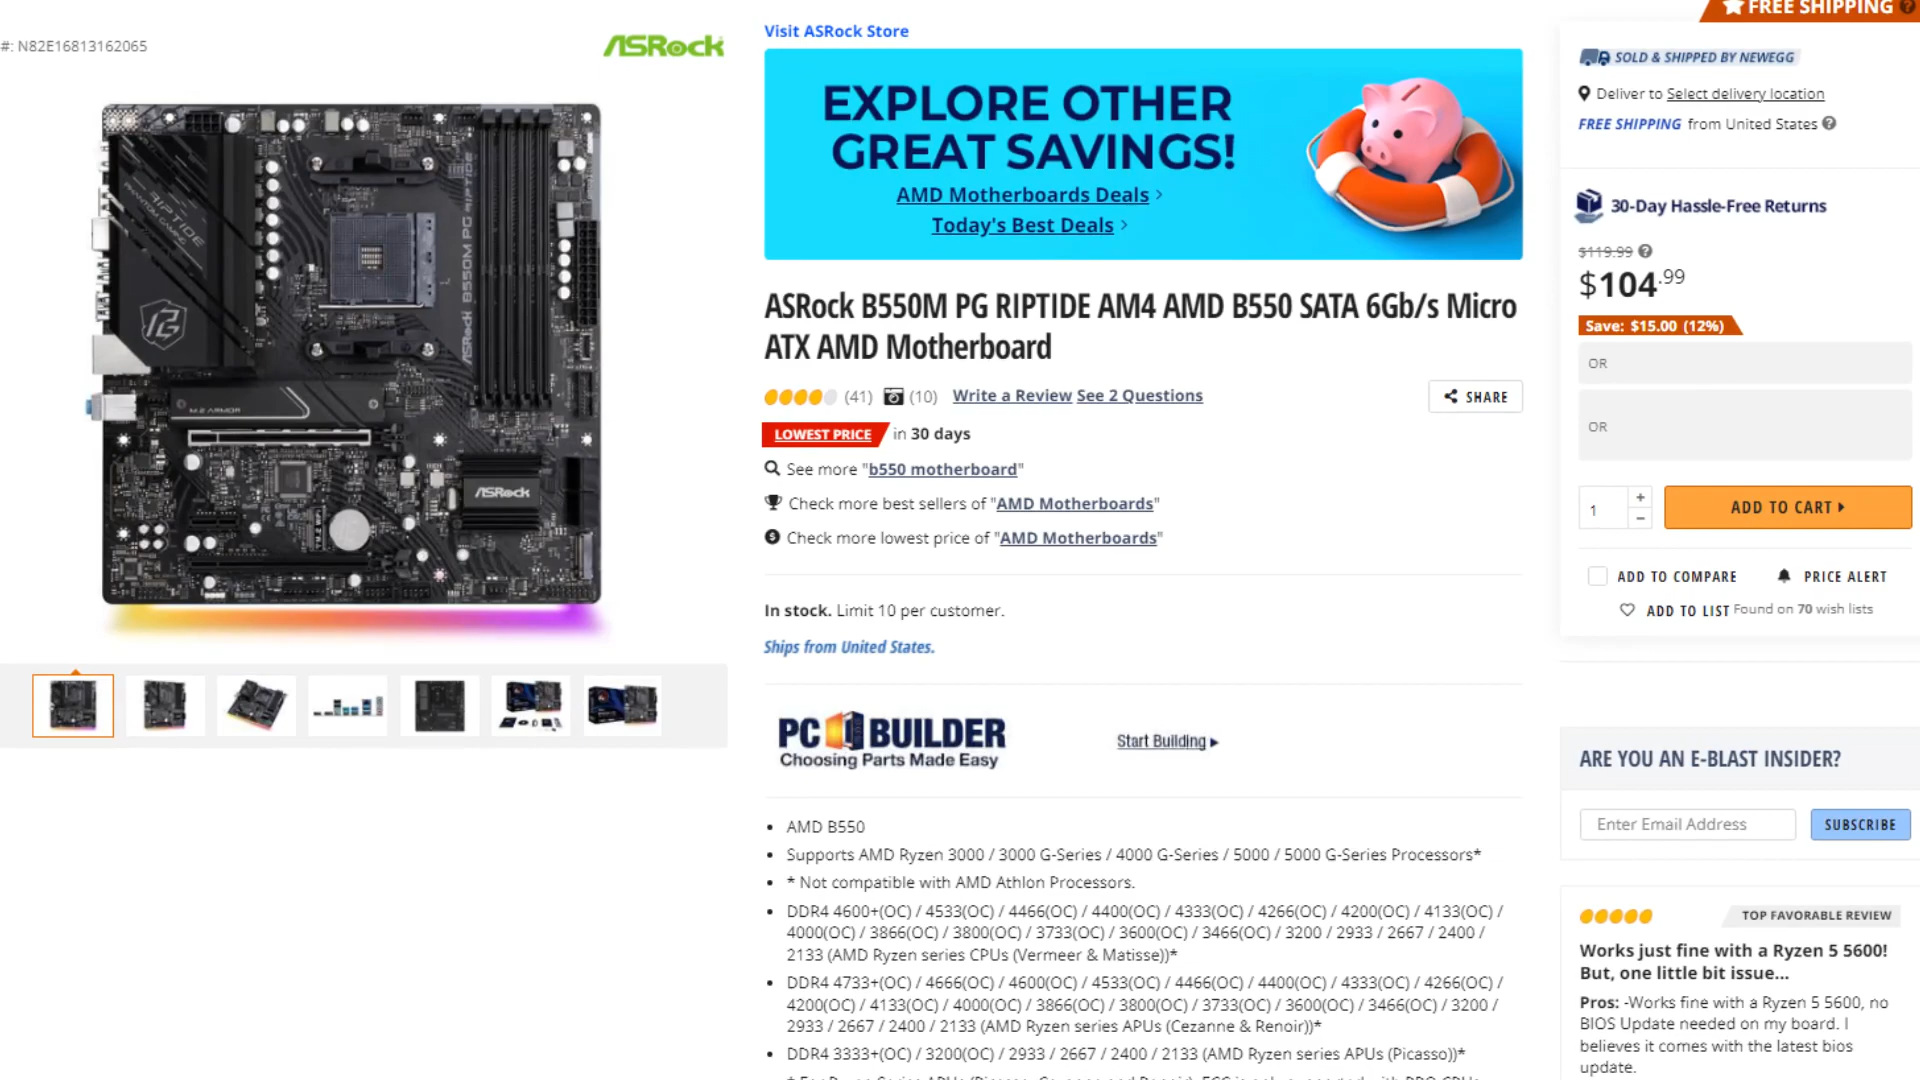 #: N82E16813162065
ASRock
RIPTIDE
PHANTOM GAMING
ASRock B550M PG RIPTIDE
M.2 ARMOR
ASRock
Visit ASRock Store
EXPLORE OTHER
GREAT SAVINGS!
AMD Motherboards Deals
Today's Best Deals
ASRock B550M PG RIPTIDE AM4 AMD B550 SATA 6Gb/s Micro
ATX AMD Motherboard
(41) (10) Write a Review See 2 Questions
SHARE
LOWEST PRICE in 30 days
See more "b550 motherboard"
Check more best sellers of "AMD Motherboards"
Check more lowest price of "AMD Motherboards"
In stock. Limit 10 per customer.
Ships from United States.
PC BUILDER
Choosing Parts Made Easy
Start Building
AMD B550
Supports AMD Ryzen 3000 / 3000 G-Series / 4000 G-Series / 5000 / 5000 G-Series Processors*
* Not compatible with AMD Athlon Processors.
DDR4 4600+(OC) / 4533(OC) / 4466(OC) / 4400(OC) / 4333(OC) / 4266(OC) / 4200(OC) / 4133(OC) /
4000(OC) / 3866(OC) / 3800(OC) / 3733(OC) / 3600(OC) / 3466(OC) / 3200 / 2933 / 2667 / 2400 /
2133 (AMD Ryzen series CPUs (Vermeer & Matisse))*
DDR4 4733+(OC) / 4666(OC) / 4600(OC) / 4533(OC) / 4466(OC) / 4400(OC) / 4333(OC) / 4266(OC) /
4200(OC) / 4133(OC) / 4000(OC) / 3866(OC) / 3800(OC) / 3733(OC) / 3600(OC) / 3466(OC) / 3200 /
2933 / 2667 / 2400 / 2133 (AMD Ryzen series APUs (Cezanne & Renoir))*
DDR4 3333+(OC) / 3200(OC) / 2933 / 2667 / 2400 / 2133 (AMD Ryzen series APUs (Picasso))*
FREE SHIPPING
SOLD & SHIPPED BY NEWEGG
Deliver to Select delivery location
FREE SHIPPING from United States
30-Day Hassle-Free Returns
$119.99
$104.99
Save: $15.00 (12%)
OR
OR
1 + −
ADD TO CART
ADD TO COMPARE
PRICE ALERT
ADD TO LIST Found on 70 wish lists
ARE YOU AN E-BLAST INSIDER?
Enter Email Address
SUBSCRIBE
TOP FAVORABLE REVIEW
Works just fine with a Ryzen 5 5600!
But, one little bit issue...
Pros: -Works fine with a Ryzen 5 5600, no
BIOS Update needed on my board. I
believes it comes with the latest bios
update.